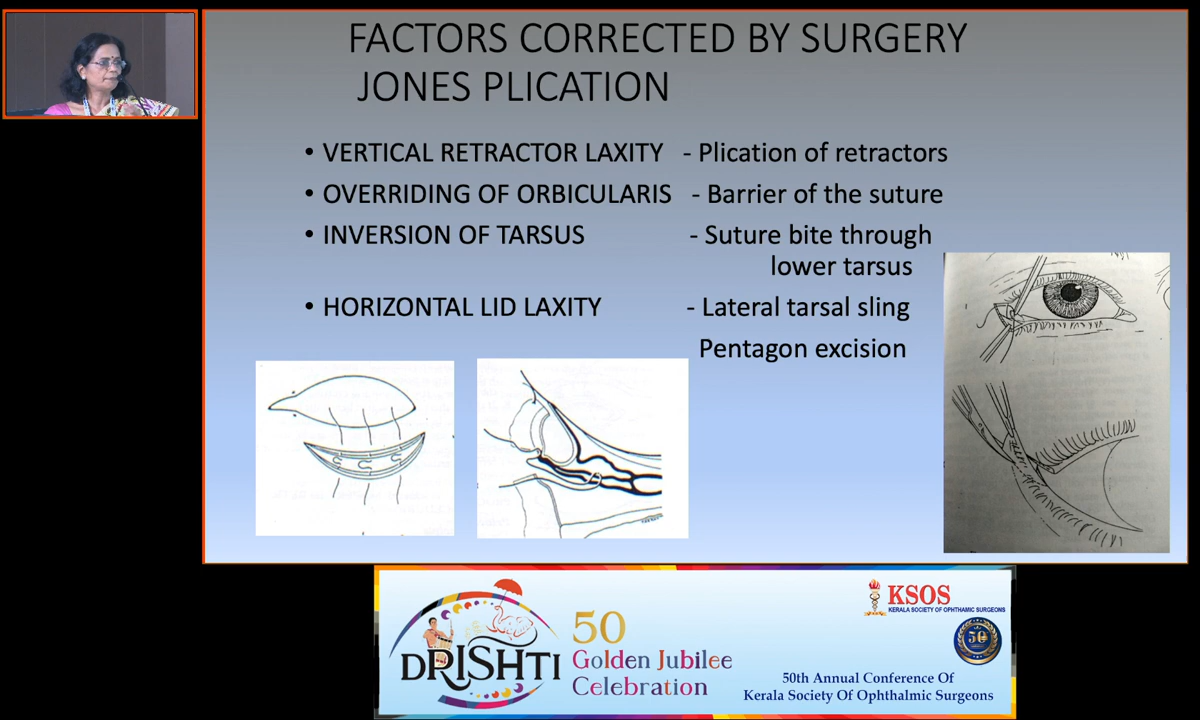 FACTORS CORRECTED BY SURGERY
JONES PLICATION
• VERTICAL RETRACTOR LAXITY - Plication of retractors
• OVERRIDING OF ORBICULARIS - Barrier of the suture
• INVERSION OF TARSUS - Suture bite through
lower tarsus
• HORIZONTAL LID LAXITY - Lateral tarsal sling
Pentagon excision
DRISHTI
50
Golden Jubilee
Celebration
KSOS
KERALA SOCIETY OF OPHTHAMIC SURGEONS
50
50th Annual Conference Of
Kerala Society Of Ophthalmic Surgeons